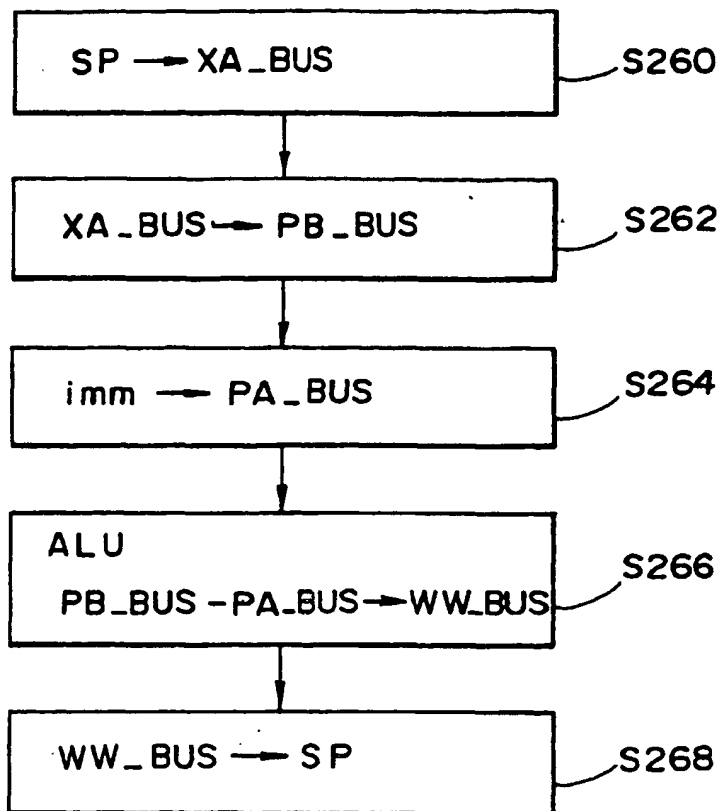 SP → XA_BUS
S260
XA_BUS → PB_BUS
S262
imm → PA_BUS
S264
ALU
PB_BUS - PA_BUS → WW_BUS
S266
WW_BUS → SP
S268